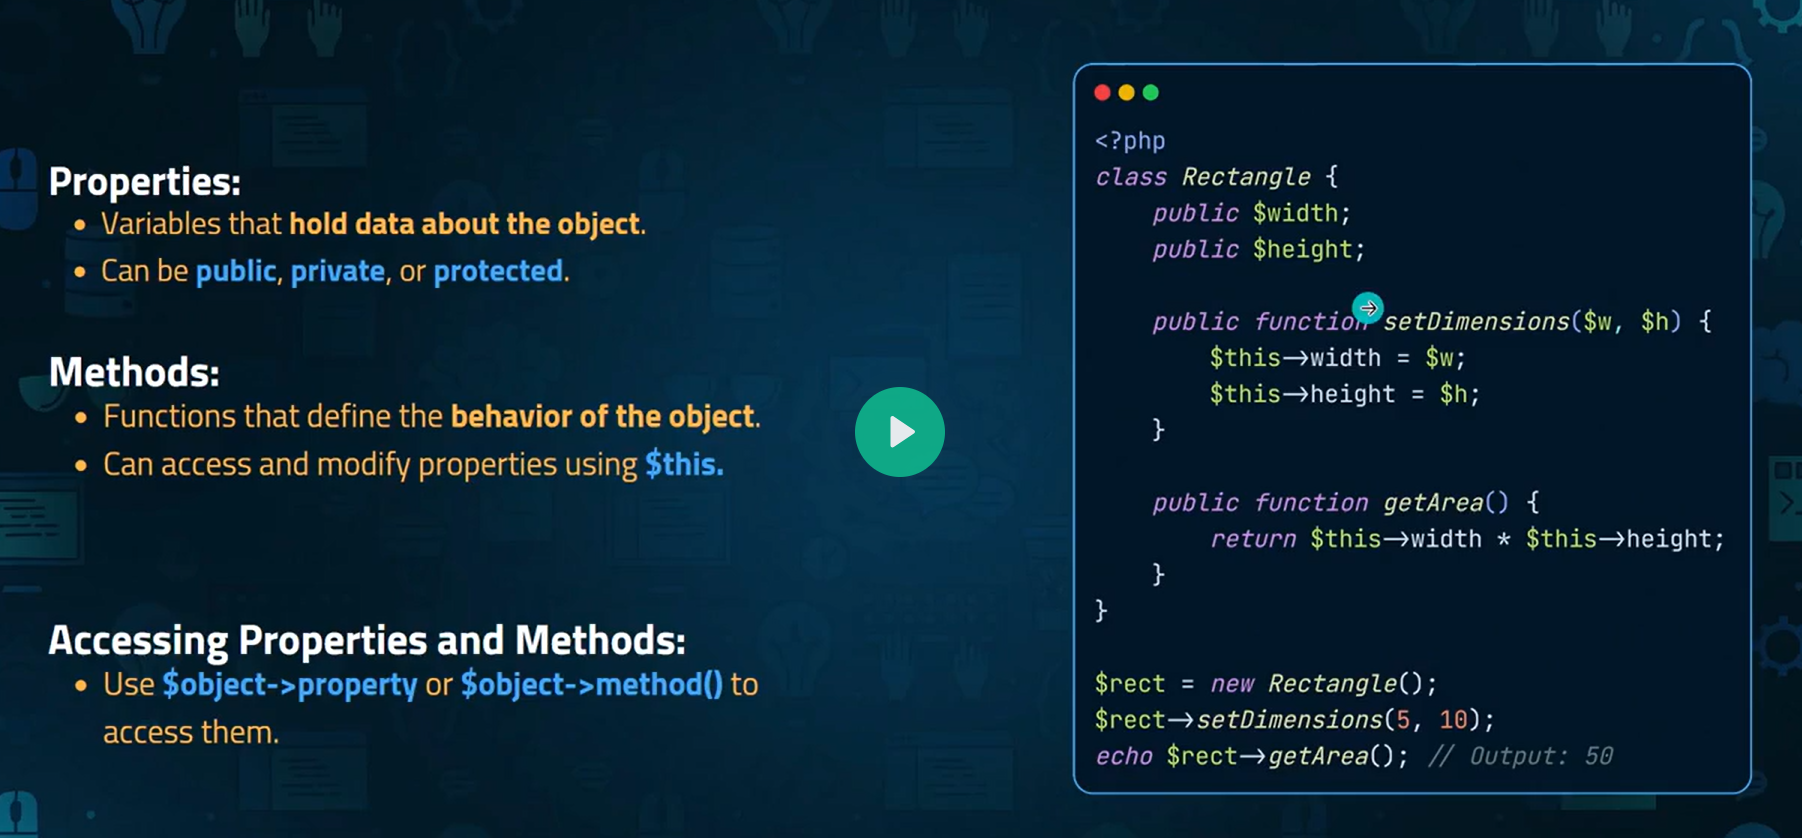 Properties:
• Variables that hold data about the object.
• Can be public, private, or protected.
Methods:
• Functions that define the behavior of the object.
• Can access and modify properties using $this.
Accessing Properties and Methods:
• Use $object->property or $object->method() to
access them.
<?php
class Rectangle {
    public $width;
    public $height;
    public function setDimensions($w, $h) {
        $this->width = $w;
        $this->height = $h;
    }
    public function getArea() {
        return $this->width * $this->height;
    }
}
$rect = new Rectangle();
$rect->setDimensions(5, 10);
echo $rect->getArea(); // Output: 50